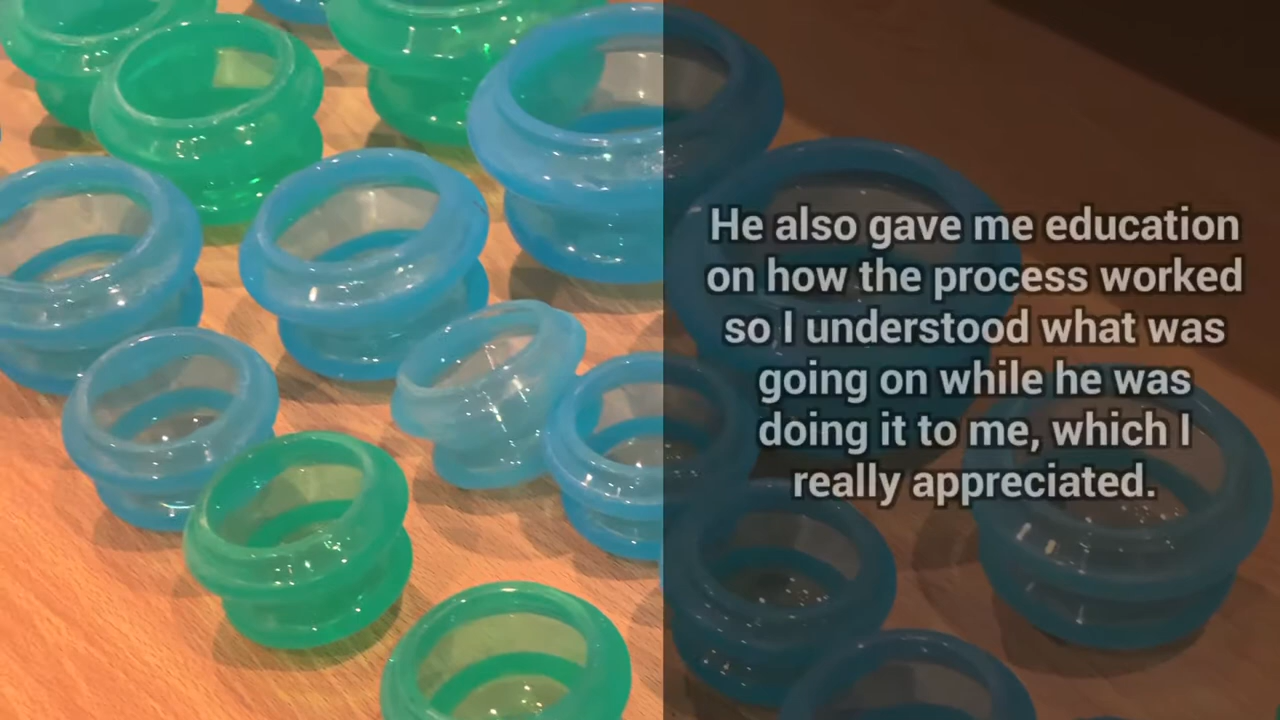 He also gave me education
on how the process worked
so I understood what was
going on while he was
doing it to me, which I
really appreciated.